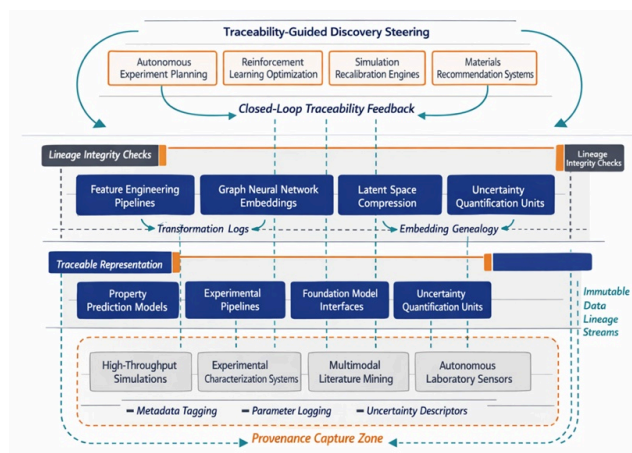 Traceability-Guided Discovery Steering
Autonomous
Experiment Planning
Reinforcement
Learning Optimization
Simulation
Recalibration Engines
Materials
Recommendation Systems
Closed-Loop Traceability Feedback
Lineage Integrity Checks
Lineage
Integrity Checks
Feature Engineering
Pipelines
Graph Neural Network
Embeddings
Latent Space
Compression
Uncertainty
Quantification Units
Transformation Logs
Embedding Genealogy
Traceable Representation
Property
Prediction Models
Experimental
Pipelines
Foundation Model
Interfaces
Uncertainty
Quantification Units
Immutable
Data
Lineage
Streams
High-Throughput
Simulations
Experimental
Characterization Systems
Multimodal
Literature Mining
Autonomous
Laboratory Sensors
Metadata Tagging
Parameter Logging
Uncertainty Descriptors
Provenance Capture Zone